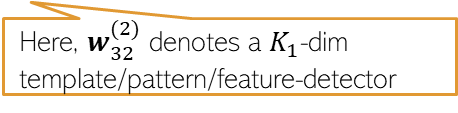 Here, 𝒘₃₂⁽²⁾ denotes a K₁-dim
template/pattern/feature-detector